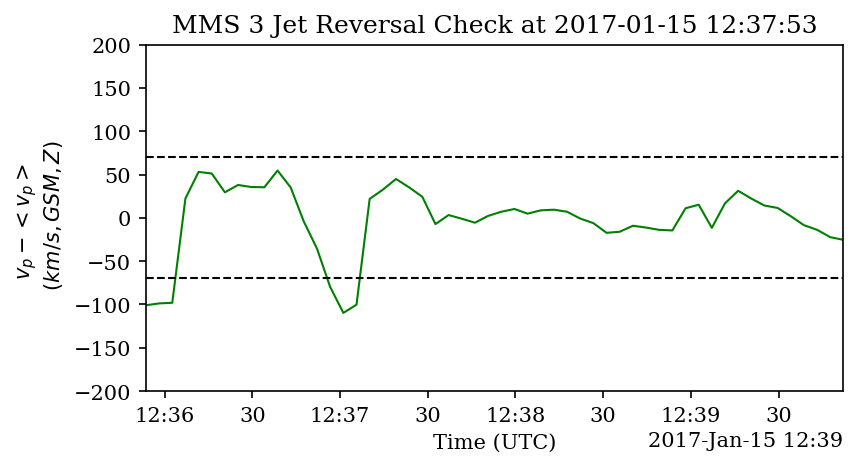 MMS 3 Jet Reversal Check at 2017-01-15 12:37:53
200
150
100
50
0
−50
−100
−150
−200
v_p − < v_p >
(km/s, GSM, Z)
12:36 30 12:37 30 12:38 30 12:39 30
Time (UTC)
2017-Jan-15 12:39